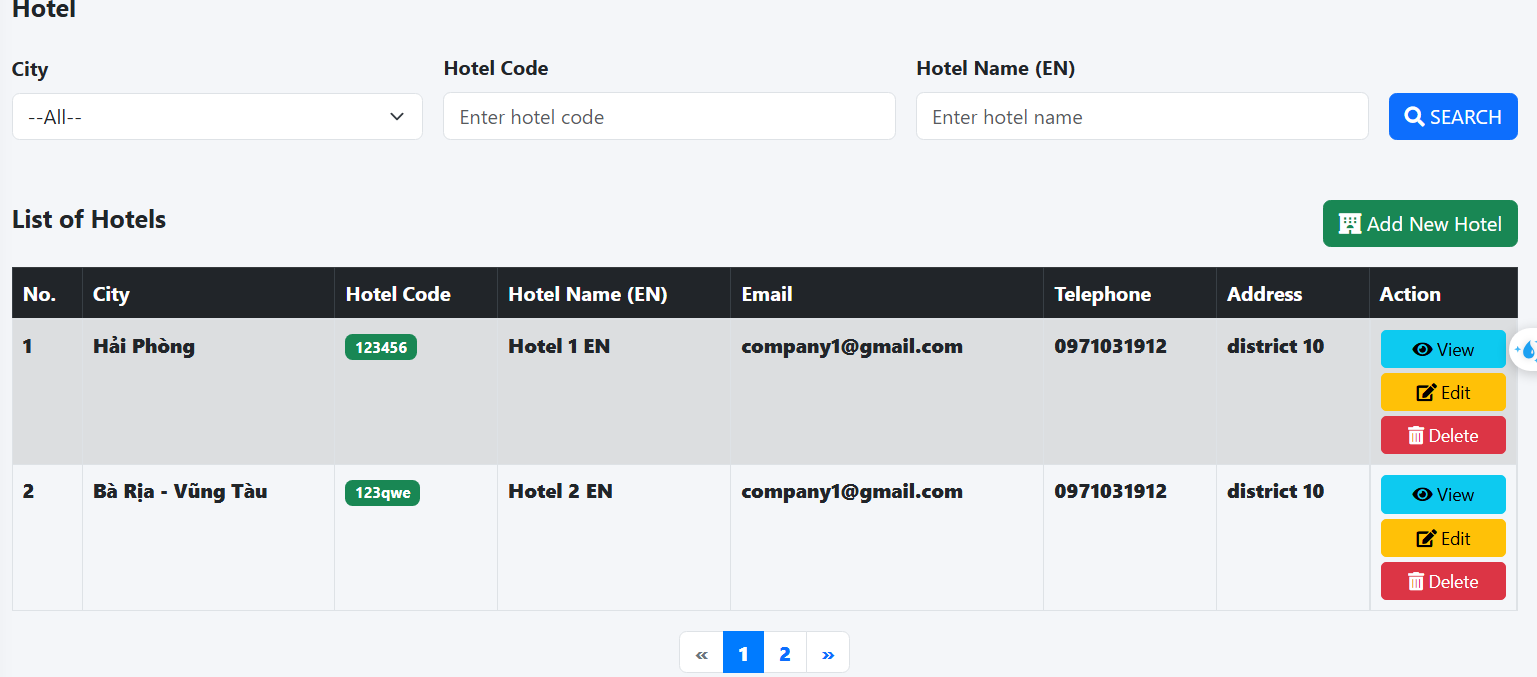 Hotel
City Hotel Code Hotel Name (EN)
--All-- Enter hotel code Enter hotel name SEARCH
List of Hotels Add New Hotel
No. City Hotel Code Hotel Name (EN) Email Telephone Address Action
1 Hải Phòng 123456 Hotel 1 EN company1@gmail.com 0971031912 district 10 View
Edit
Delete
2 Bà Rịa - Vũng Tàu 123qwe Hotel 2 EN company1@gmail.com 0971031912 district 10 View
Edit
Delete
« 1 2 »